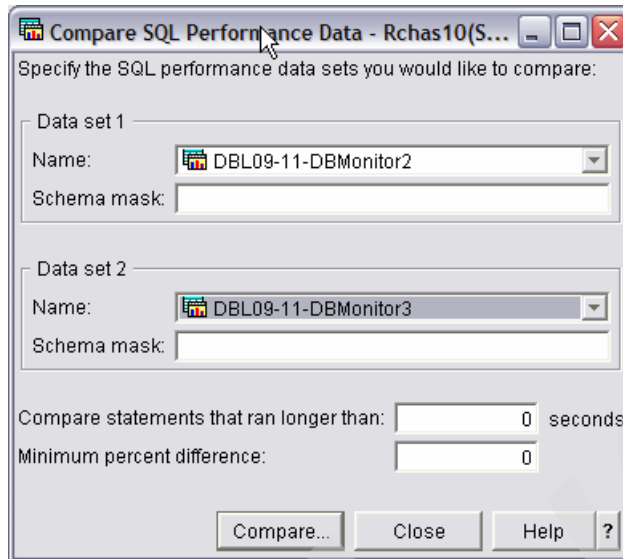 Compare SQL Performance Data - Rchas10(S...
Specify the SQL performance data sets you would like to compare:
Data set 1
Name: DBL09-11-DBMonitor2
Schema mask:
Data set 2
Name: DBL09-11-DBMonitor3
Schema mask:
Compare statements that ran longer than: 0 seconds
Minimum percent difference: 0
Compare... Close Help ?